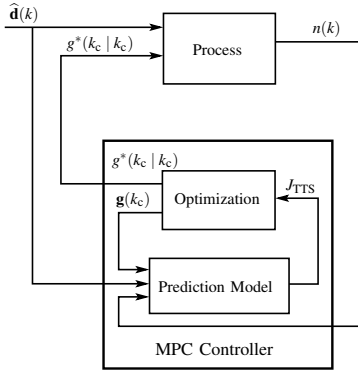 d̂(k)
g*(k_c | k_c)
Process
n(k)
g*(k_c | k_c)
g(k_c)
Optimization
J_TTS
Prediction Model
MPC Controller